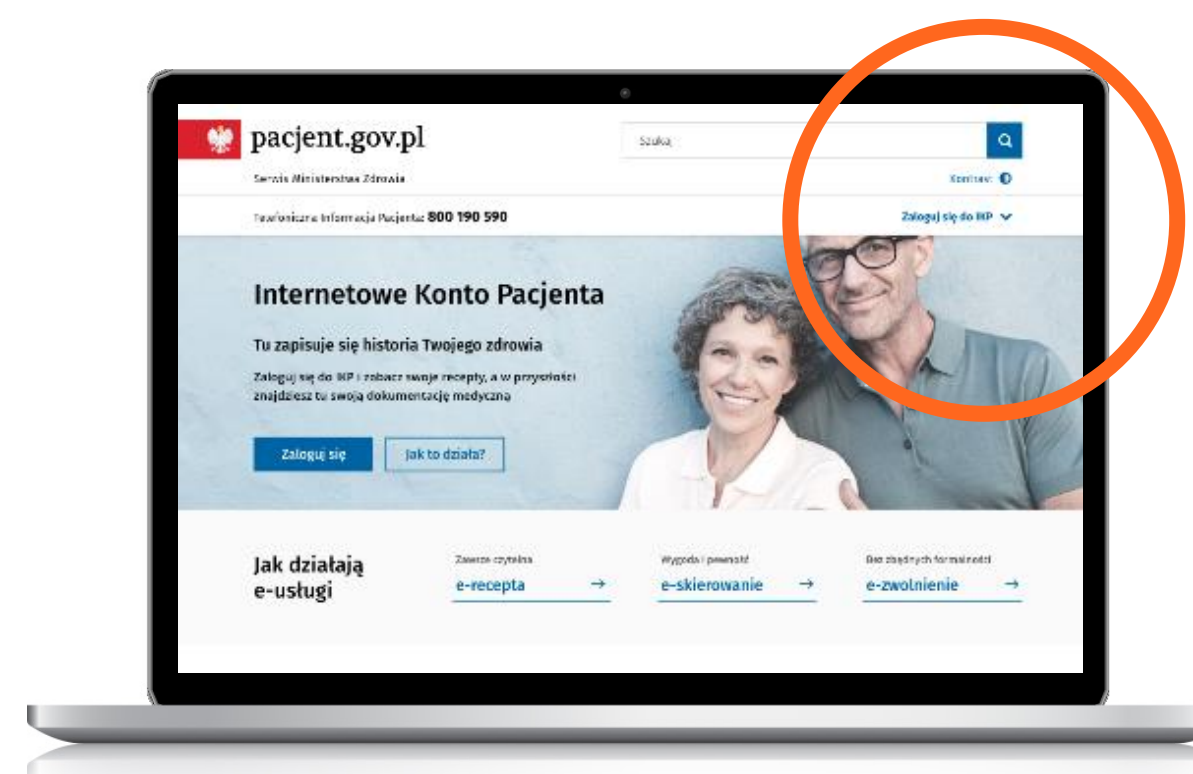 pacjent.gov.pl
Szukaj
Serwis Ministerstwa Zdrowia
Kontrast
Telefoniczna Informacja Pacjenta: 800 190 590
Zaloguj się do IKP
Internetowe Konto Pacjenta
Tu zapisuje się historia Twojego zdrowia
Zaloguj się do IKP i zobacz swoje recepty, a w przyszłości
znajdziesz tu swoją dokumentację medyczną
Zaloguj się
Jak to działa?
Jak działają
e-usługi
Zawsze czytelna
e-recepta
Wygoda i pewność
e-skierowanie
Bez zbędnych formalności
e-zwolnienie